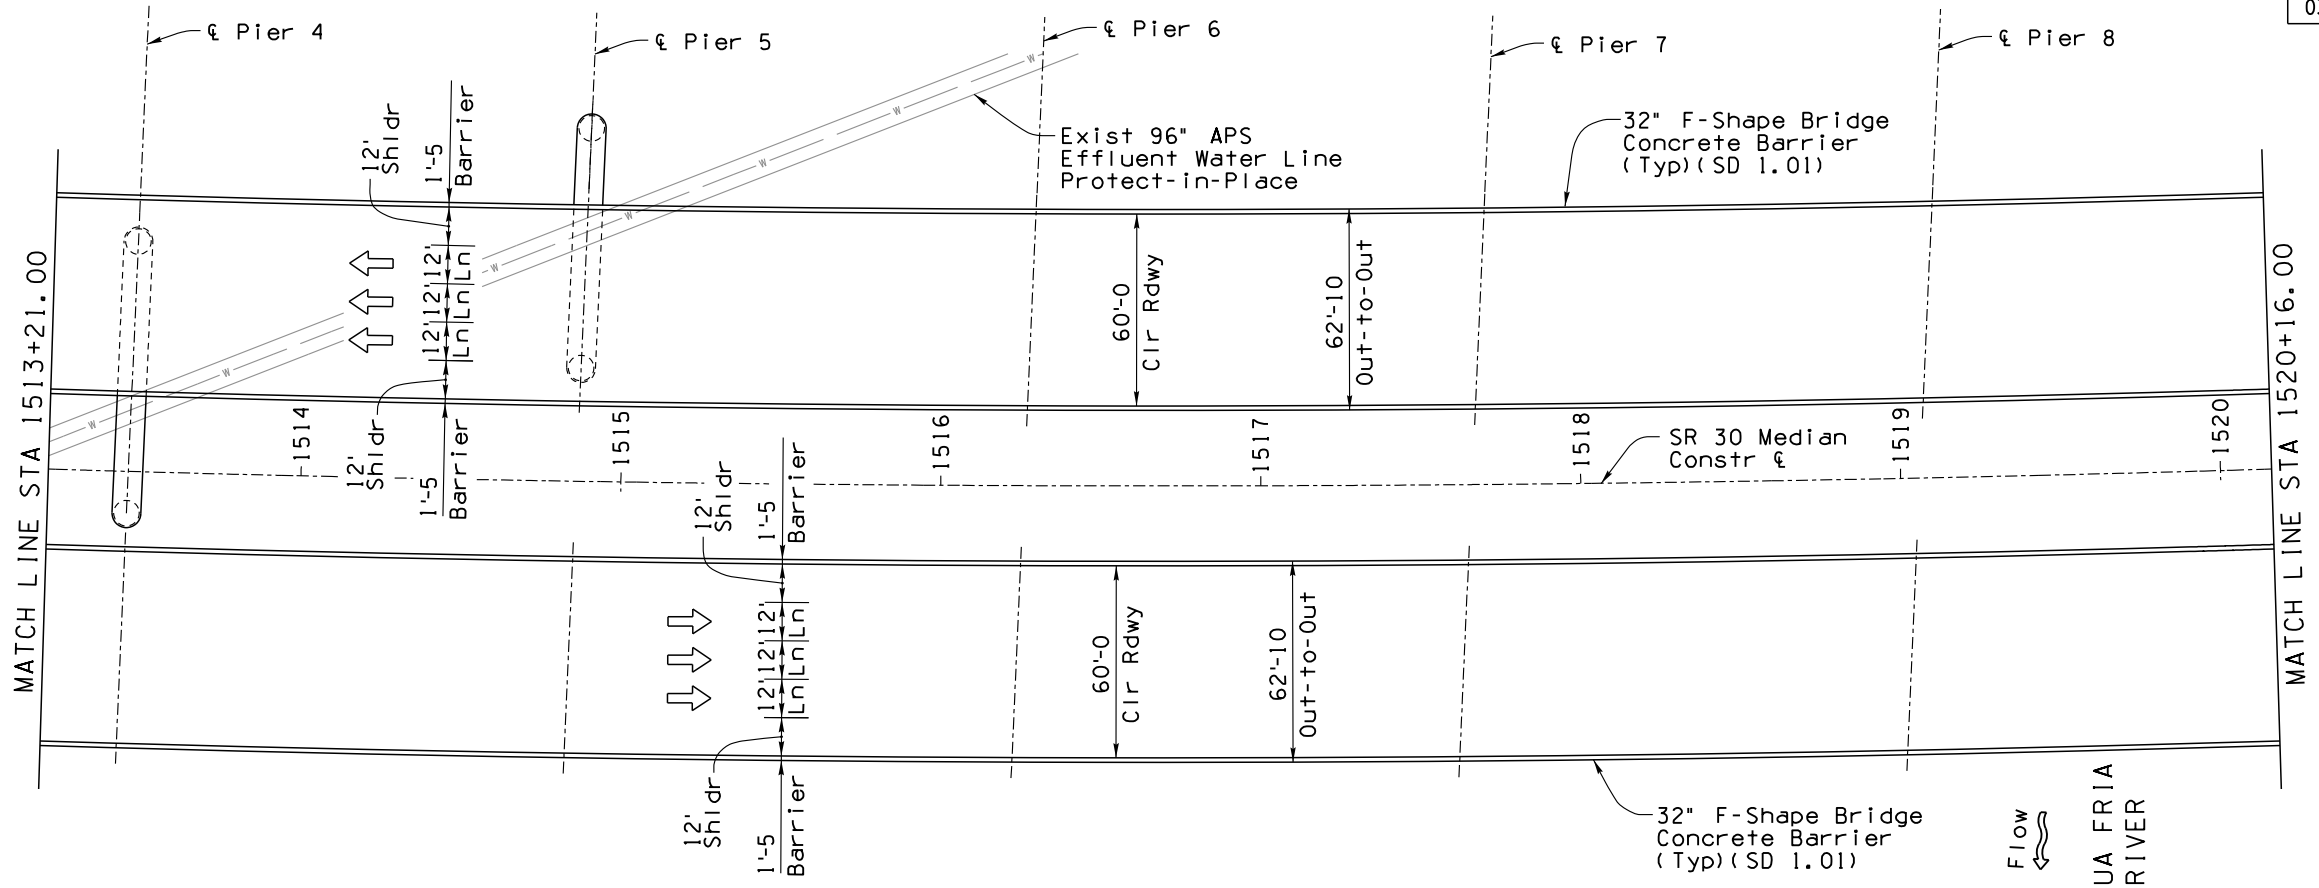 03
℄ Pier 4
℄ Pier 5
℄ Pier 6
℄ Pier 7
℄ Pier 8
12'
Shldr
1'-5
Barrier
Exist 96" APS
Effluent Water Line
Protect-in-Place
32" F-Shape Bridge
Concrete Barrier
(Typ)(SD 1.01)
MATCH LINE STA 1513+21.00
W
W
W
W
W
W
W
12'
Ln
12'
Ln
12'
Ln
60'-0
Clr Rdwy
62'-10
Out-to-Out
MATCH LINE STA 1520+16.00
12'
Shldr
1'-5
Barrier
1514
1515
1516
1517
1518
1519
1520
SR 30 Median
Constr ℄
12'
Shldr
1'-5
Barrier
12'
Ln
12'
Ln
12'
Ln
60'-0
Clr Rdwy
62'-10
Out-to-Out
12'
Shldr
1'-5
Barrier
32" F-Shape Bridge
Concrete Barrier
(Typ)(SD 1.01)
Flow
UA FRIA
RIVER